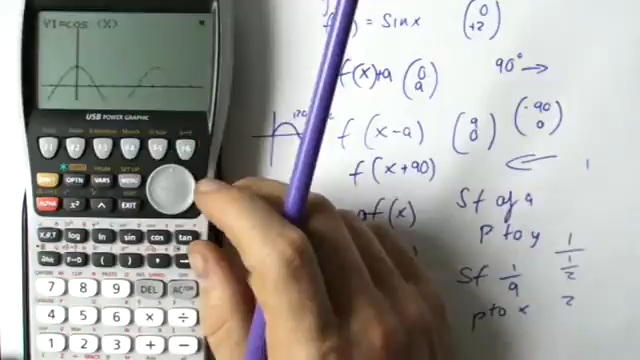 Y1=cos (X)
USB POWER GRAPHIC
F1 F2 F3 F4 F5 F6
OPTN VARS MENU
ALPHA x² ^ EXIT
X,θ,T log ln sin cos tan
F↔D ( ) , →
7 8 9 DEL AC/ON
4 5 6 × ÷
1 2 3 + −
= sinx (0 +2)
f(x)+a (0 a)
90° →
f(x-a) (a 0) (-90 0)
f(x+90)
af(x)
Sf of a
p to y
Sf 1/a
p to x
1
1/2
2